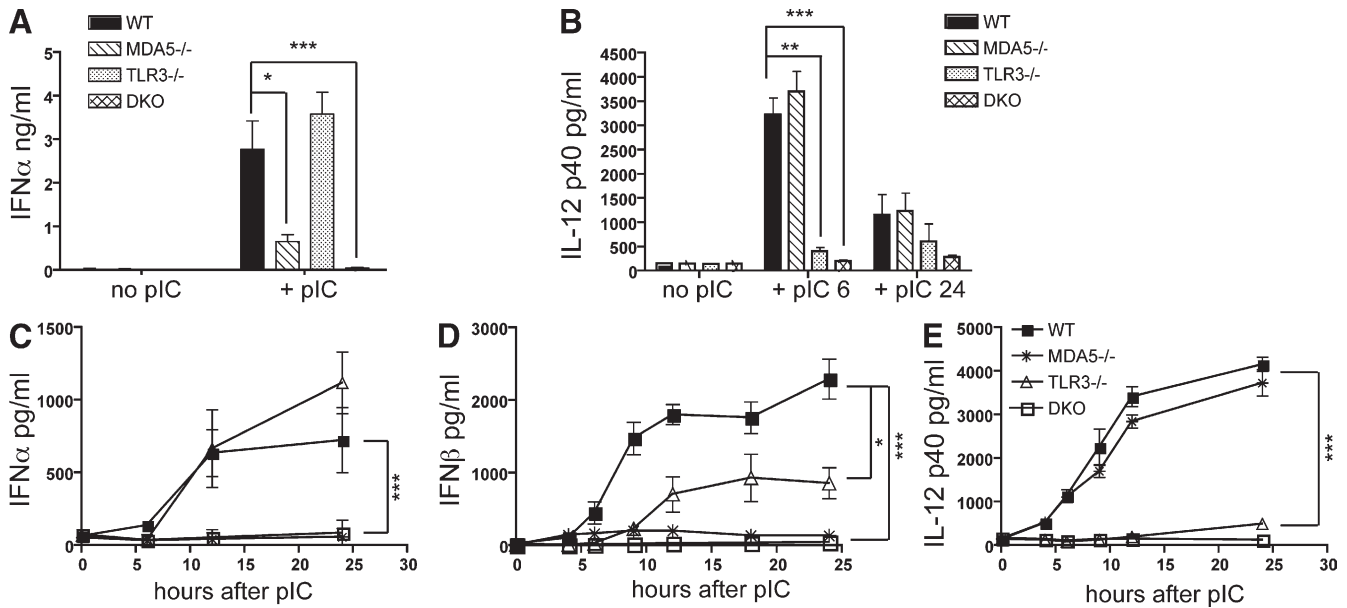 A
WT
MDA5-/-
TLR3-/-
DKO
IFNα ng/ml
5
4
3
2
1
0
***
*
no pIC
+ pIC
B
WT
MDA5-/-
TLR3-/-
DKO
IL-12 p40 pg/ml
4500
4000
3500
3000
2500
2000
1500
1000
500
0
***
**
no pIC
+ pIC 6
+ pIC 24
C
IFNα pg/ml
1500
1000
500
0
***
0 5 10 15 20 25 30
hours after pIC
D
IFNβ pg/ml
3000
2000
1000
0
*
***
0 5 10 15 20 25
hours after pIC
E
WT
MDA5-/-
TLR3-/-
DKO
IL-12 p40 pg/ml
5000
4000
3000
2000
1000
0
***
0 5 10 15 20 25 30
hours after pIC